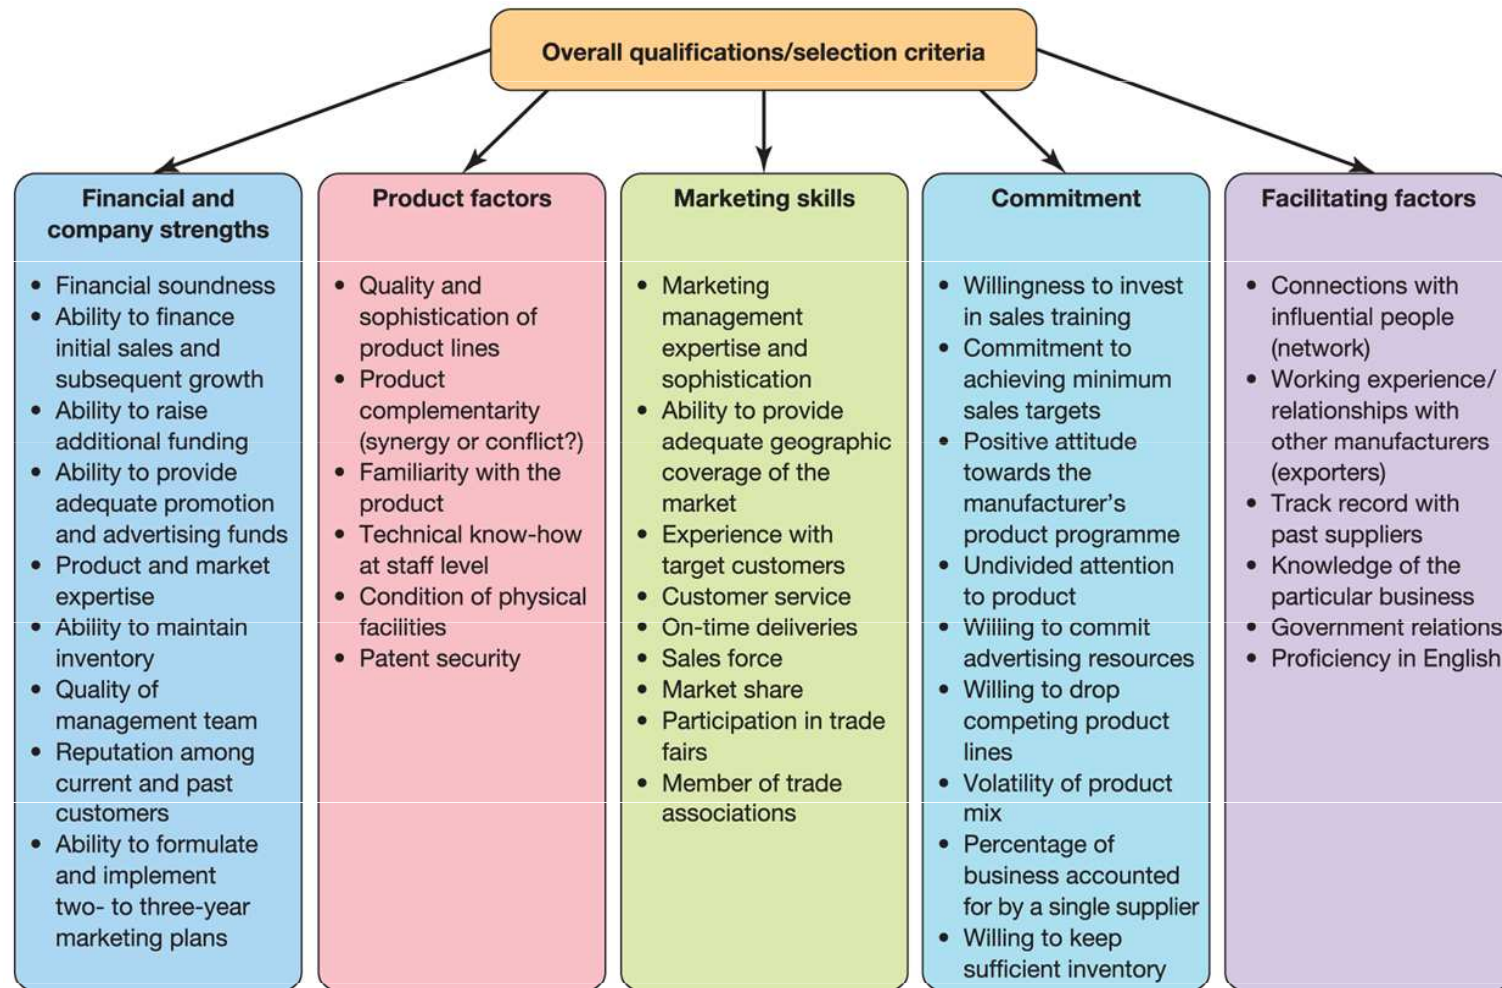 Overall qualifications/selection criteria
Financial and
company strengths
• Financial soundness
• Ability to finance
initial sales and
subsequent growth
• Ability to raise
additional funding
• Ability to provide
adequate promotion
and advertising funds
• Product and market
expertise
• Ability to maintain
inventory
• Quality of
management team
• Reputation among
current and past
customers
• Ability to formulate
and implement
two- to three-year
marketing plans
Product factors
• Quality and
sophistication of
product lines
• Product
complementarity
(synergy or conflict?)
• Familiarity with the
product
• Technical know-how
at staff level
• Condition of physical
facilities
• Patent security
Marketing skills
• Marketing
management
expertise and
sophistication
• Ability to provide
adequate geographic
coverage of the
market
• Experience with
target customers
• Customer service
• On-time deliveries
• Sales force
• Market share
• Participation in trade
fairs
• Member of trade
associations
Commitment
• Willingness to invest
in sales training
• Commitment to
achieving minimum
sales targets
• Positive attitude
towards the
manufacturer’s
product programme
• Undivided attention
to product
• Willing to commit
advertising resources
• Willing to drop
competing product
lines
• Volatility of product
mix
• Percentage of
business accounted
for by a single supplier
• Willing to keep
sufficient inventory
Facilitating factors
• Connections with
influential people
(network)
• Working experience/
relationships with
other manufacturers
(exporters)
• Track record with
past suppliers
• Knowledge of the
particular business
• Government relations
• Proficiency in English